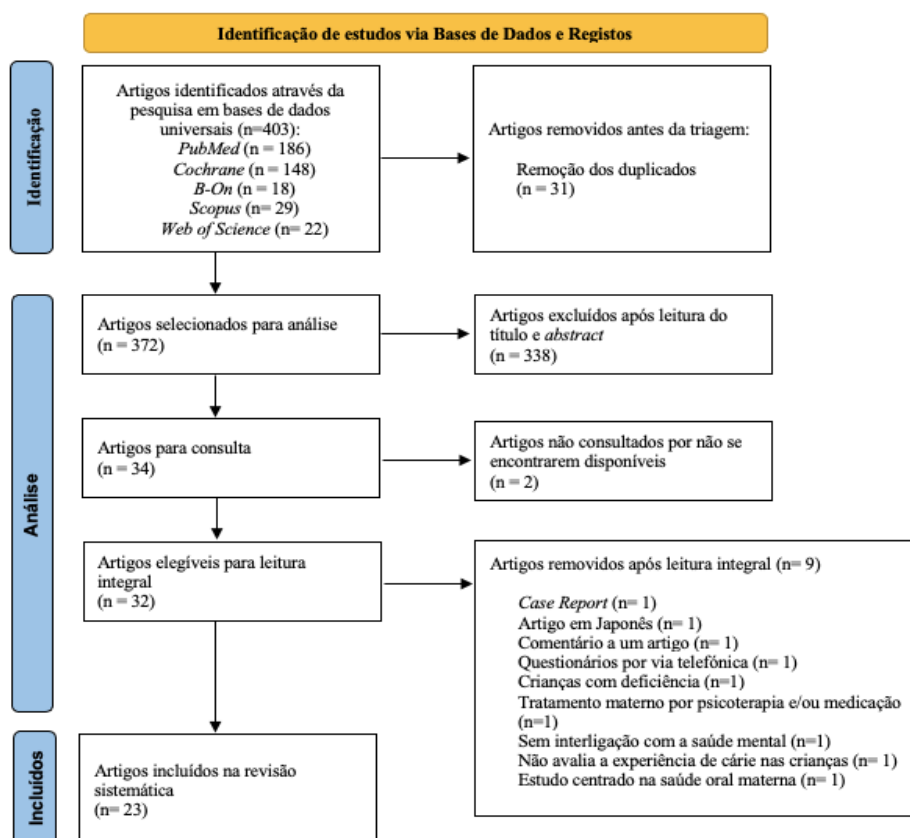 Identificação de estudos via Bases de Dados e Registos
Identificação
Artigos identificados através da
pesquisa em bases de dados
universais (n=403):
PubMed (n = 186)
Cochrane (n = 148)
B-On (n = 18)
Scopus (n= 29)
Web of Science (n= 22)
Artigos removidos antes da triagem:
Remoção dos duplicados
(n = 31)
Análise
Artigos selecionados para análise
(n = 372)
Artigos excluídos após leitura do
título e abstract
(n = 338)
Artigos para consulta
(n = 34)
Artigos não consultados por não se
encontrarem disponíveis
(n = 2)
Artigos elegíveis para leitura
integral
(n = 32)
Artigos removidos após leitura integral (n= 9)
Case Report (n= 1)
Artigo em Japonês (n= 1)
Comentário a um artigo (n= 1)
Questionários por via telefónica (n= 1)
Crianças com deficiência (n=1)
Tratamento materno por psicoterapia e/ou medicação
(n=1)
Sem interligação com a saúde mental (n=1)
Não avalia a experiência de cárie nas crianças (n= 1)
Estudo centrado na saúde oral materna (n= 1)
Incluídos
Artigos incluídos na revisão
sistemática
(n= 23)